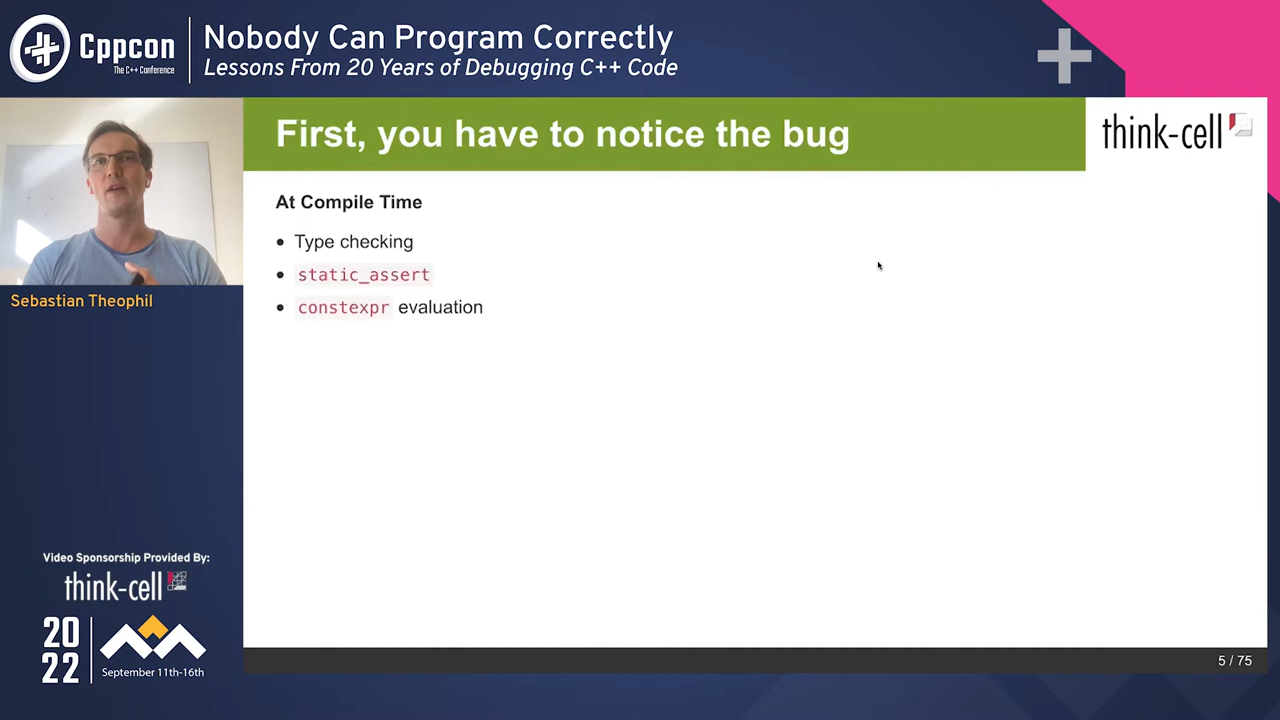 Cppcon
The C++ Conference
Nobody Can Program Correctly
Lessons From 20 Years of Debugging C++ Code
First, you have to notice the bug
think-cell
At Compile Time
• Type checking
• static_assert
• constexpr evaluation
Sebastian Theophil
Video Sponsorship Provided By:
think-cell
20
22
September 11th-16th
5 / 75